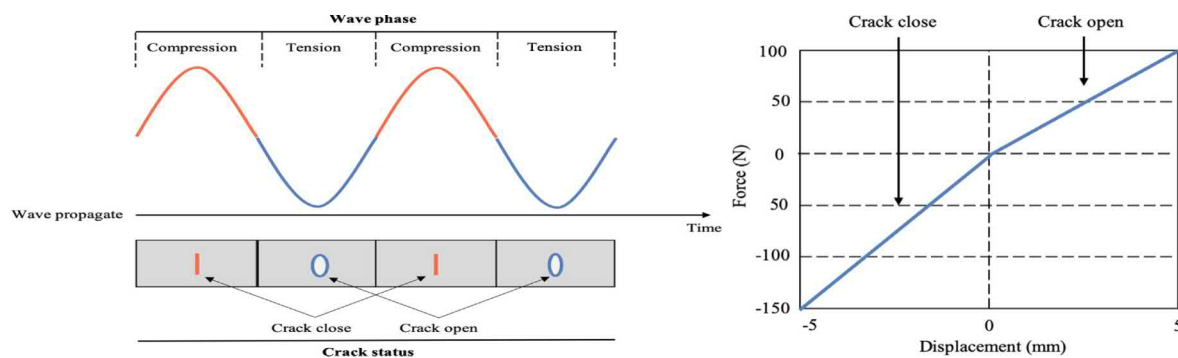 Wave phase
Compression Tension Compression Tension
Wave propagate
Time
I O I O
Crack close Crack open
Crack status
Crack close Crack open
100
50
0
50
-100
-150
Force (N)
-5 0 5
Displacement (mm)